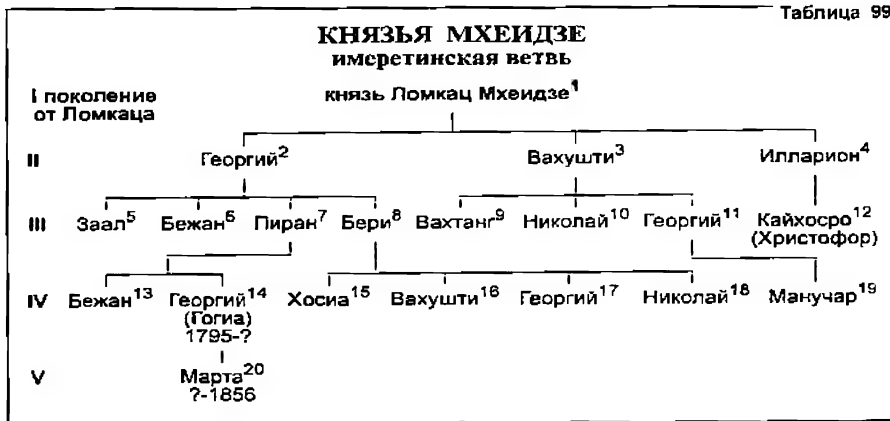 Таблица 99
КНЯЗЬЯ МХЕИДЗЕ
имеретинская ветвь
I поколение князь Ломкац Мхеидзе1
от Ломкаца
II Георгий2 Вахушти3 Илларион4
III Заал5 Бежан6 Пиран7 Бери8 Вахтанг9 Николай10 Георгий11 Кайхосро12
(Христофор)
IV Бежан13 Георгий14 Хосиа15 Вахушти16 Георгий17 Николай18 Манучар19
(Гогиа)
1795-?
V Марта20
?-1856